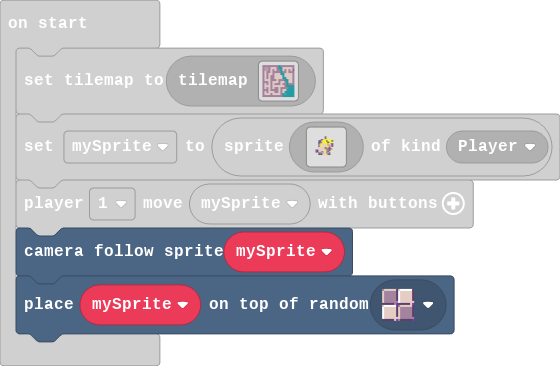 on start
set tilemap to tilemap
set mySprite to sprite of kind Player
player 1 move mySprite with buttons
camera follow sprite mySprite
place mySprite on top of random